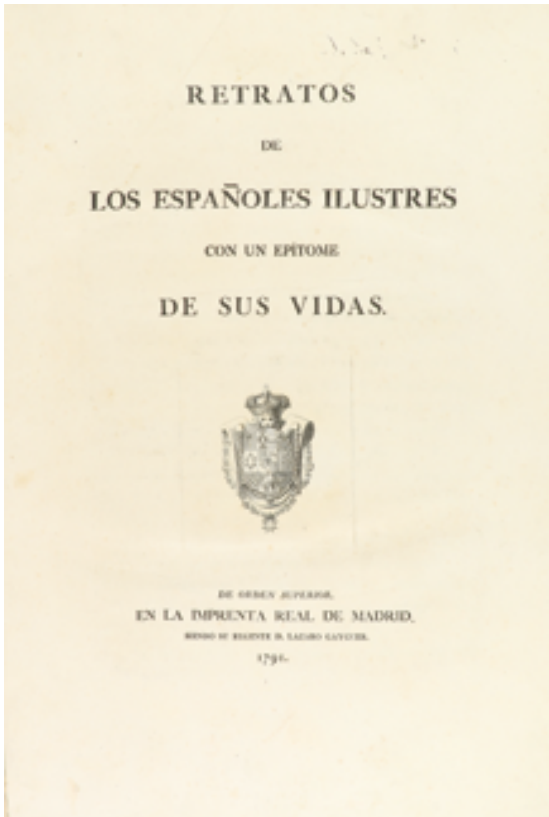 RETRATOS
DE
LOS ESPAÑOLES ILUSTRES
CON UN EPÍTOME
DE SUS VIDAS.
DE ORDEN SUPERIOR.
EN LA IMPRENTA REAL DE MADRID,
SIENDO SU REGENTE D. LAZARO GAYGUER.
1791.